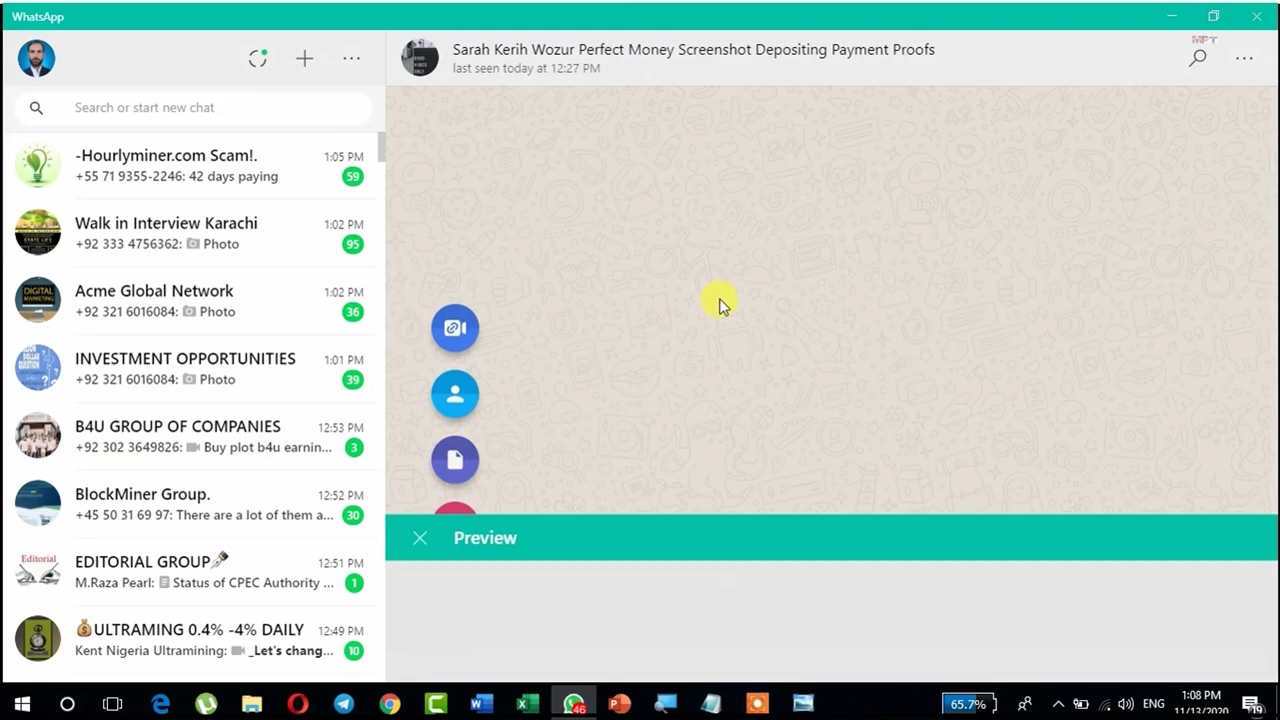 WhatsApp
Search or start new chat
-Hourlyminer.com Scam!. 1:05 PM
+55 71 9355-2246: 42 days paying 59
Walk in Interview Karachi 1:02 PM
+92 333 4756362: Photo 95
Acme Global Network 1:02 PM
+92 321 6016084: Photo 36
INVESTMENT OPPORTUNITIES 1:01 PM
+92 321 6016084: Photo 39
B4U GROUP OF COMPANIES 12:53 PM
+92 302 3649826: Buy plot b4u earnin... 3
BlockMiner Group. 12:52 PM
+45 50 31 69 97: There are a lot of them a... 30
EDITORIAL GROUP🖋 12:51 PM
M.Raza Pearl: Status of CPEC Authority ... 1
💰ULTRAMING 0.4% -4% DAILY 12:49 PM
Kent Nigeria Ultramining: _Let's chang... 10
DIGITAL
MARKETING
STATE LIFE
Editorial
Sarah Kerih Wozur Perfect Money Screenshot Depositing Payment Proofs
last seen today at 12:27 PM
Preview
46
65.7%
ENG
1:08 PM
11/13/2020
19